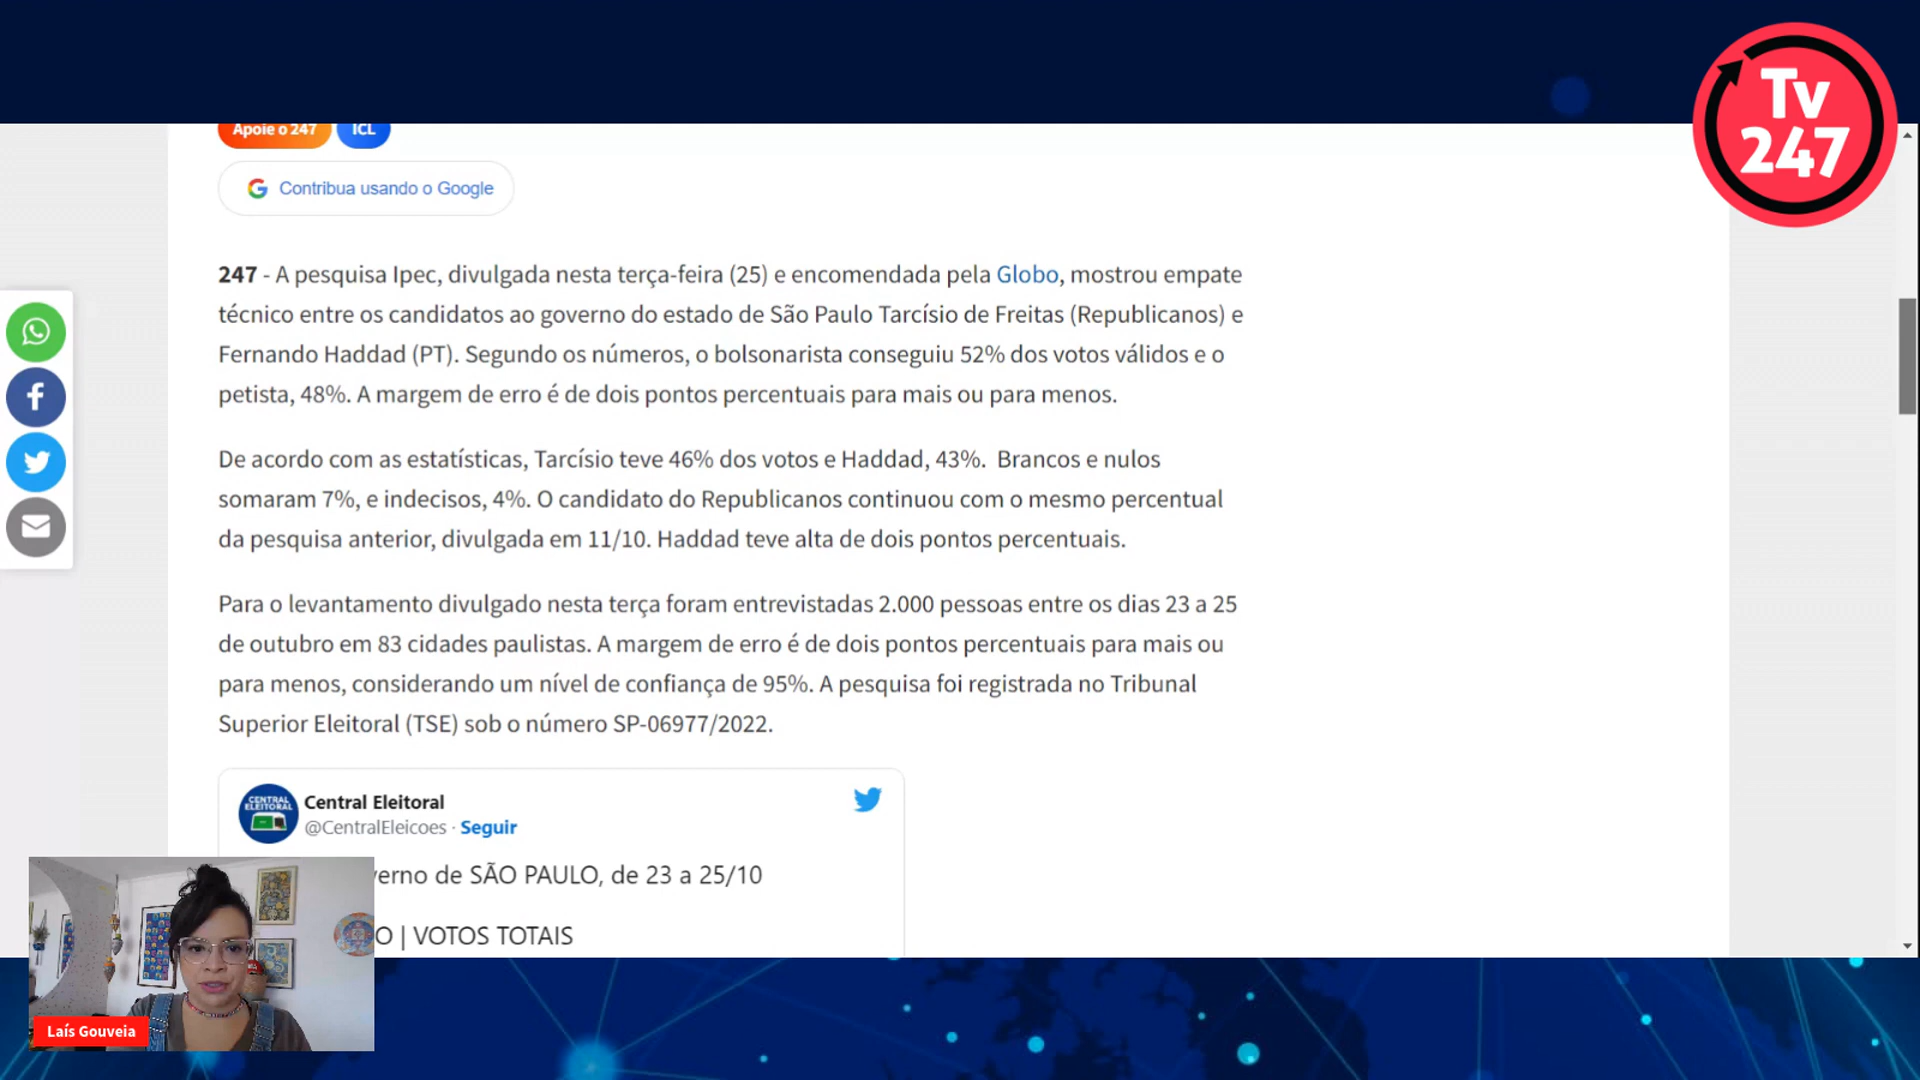 Tv
247
Apoie o 247
ICL
Contribua usando o Google
247 - A pesquisa Ipec, divulgada nesta terça-feira (25) e encomendada pela Globo, mostrou empate
técnico entre os candidatos ao governo do estado de São Paulo Tarcísio de Freitas (Republicanos) e
Fernando Haddad (PT). Segundo os números, o bolsonarista conseguiu 52% dos votos válidos e o
petista, 48%. A margem de erro é de dois pontos percentuais para mais ou para menos.
De acordo com as estatísticas, Tarcísio teve 46% dos votos e Haddad, 43%. Brancos e nulos
somaram 7%, e indecisos, 4%. O candidato do Republicanos continuou com o mesmo percentual
da pesquisa anterior, divulgada em 11/10. Haddad teve alta de dois pontos percentuais.
Para o levantamento divulgado nesta terça foram entrevistadas 2.000 pessoas entre os dias 23 a 25
de outubro em 83 cidades paulistas. A margem de erro é de dois pontos percentuais para mais ou
para menos, considerando um nível de confiança de 95%. A pesquisa foi registrada no Tribunal
Superior Eleitoral (TSE) sob o número SP-06977/2022.
CENTRAL
ELEITORAL
Central Eleitoral
@CentralEleicoes · Seguir
verno de SÃO PAULO, de 23 a 25/10
O | VOTOS TOTAIS
Laís Gouveia